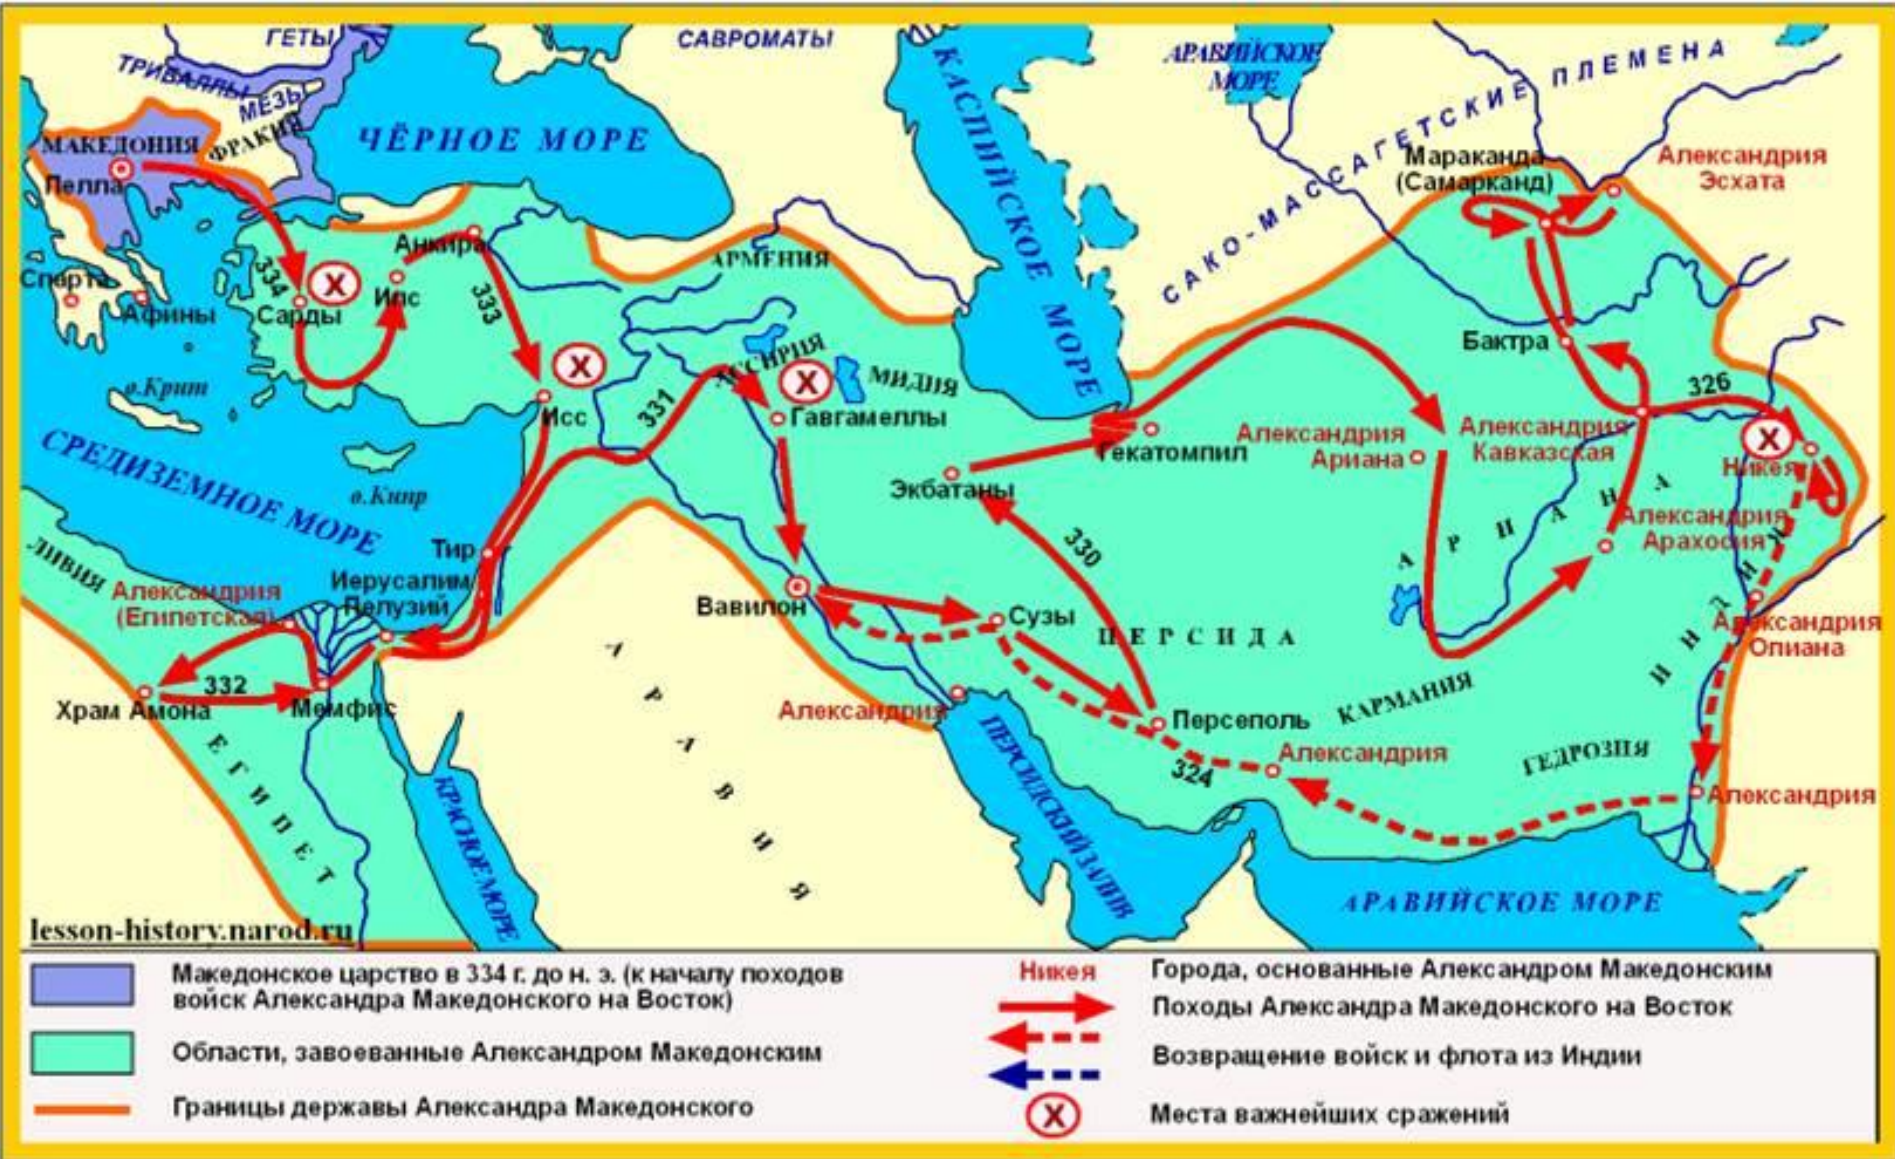 ГЕТЫ
САВРОМАТЫ
ТРИБАЛЛЫ
МЕЗЫ
ФРАКИЯ
МАКЕДОНИЯ
Пелла
ЧЁРНОЕ МОРЕ
КАСПИЙСКОЕ МОРЕ
АРАВИЙСКОЕ
МОРЕ
САКО-МАССАГЕТСКИЕ ПЛЕМЕНА
Мараканда
(Самарканд)
Александрия
Эсхата
Спарта
Афины
334
Сарды
X
Ипс
Анкира
333
АРМЕНИЯ
X
Исс
331
АССИРИЯ
X
МИДИЯ
Гавгамеллы
о.Крит
СРЕДИЗЕМНОЕ МОРЕ
о.Кипр
Бактра
326
Александрия
Кавказская
X
Никея
Александрия
Ариана
Гекатомпил
Экбатаны
330
АРИАНА
Александрия
Арахосия
ИНДИЯ
ЛИВИЯ
Тир
Иерусалим
Пелузий
Александрия
(Египетская)
332
Храм Амона
Мемфис
Вавилон
Сузы
ПЕРСИДА
Александрия
Опиана
Александрия
Персеполь
КАРМАНИЯ
324
Александрия
ГЕДРОЗИЯ
Александрия
ЕГИПЕТ
АРАВИЯ
КРАСНОЕ МОРЕ
ПЕРСИДСКИЙ ЗАЛИВ
АРАВИЙСКОЕ МОРЕ
lesson-history.narod.ru
Македонское царство в 334 г. до н. э. (к началу походов
войск Александра Македонского на Восток)
Области, завоеванные Александром Македонским
Границы державы Александра Македонского
Никея
Города, основанные Александром Македонским
Походы Александра Македонского на Восток
Возвращение войск и флота из Индии
X
Места важнейших сражений